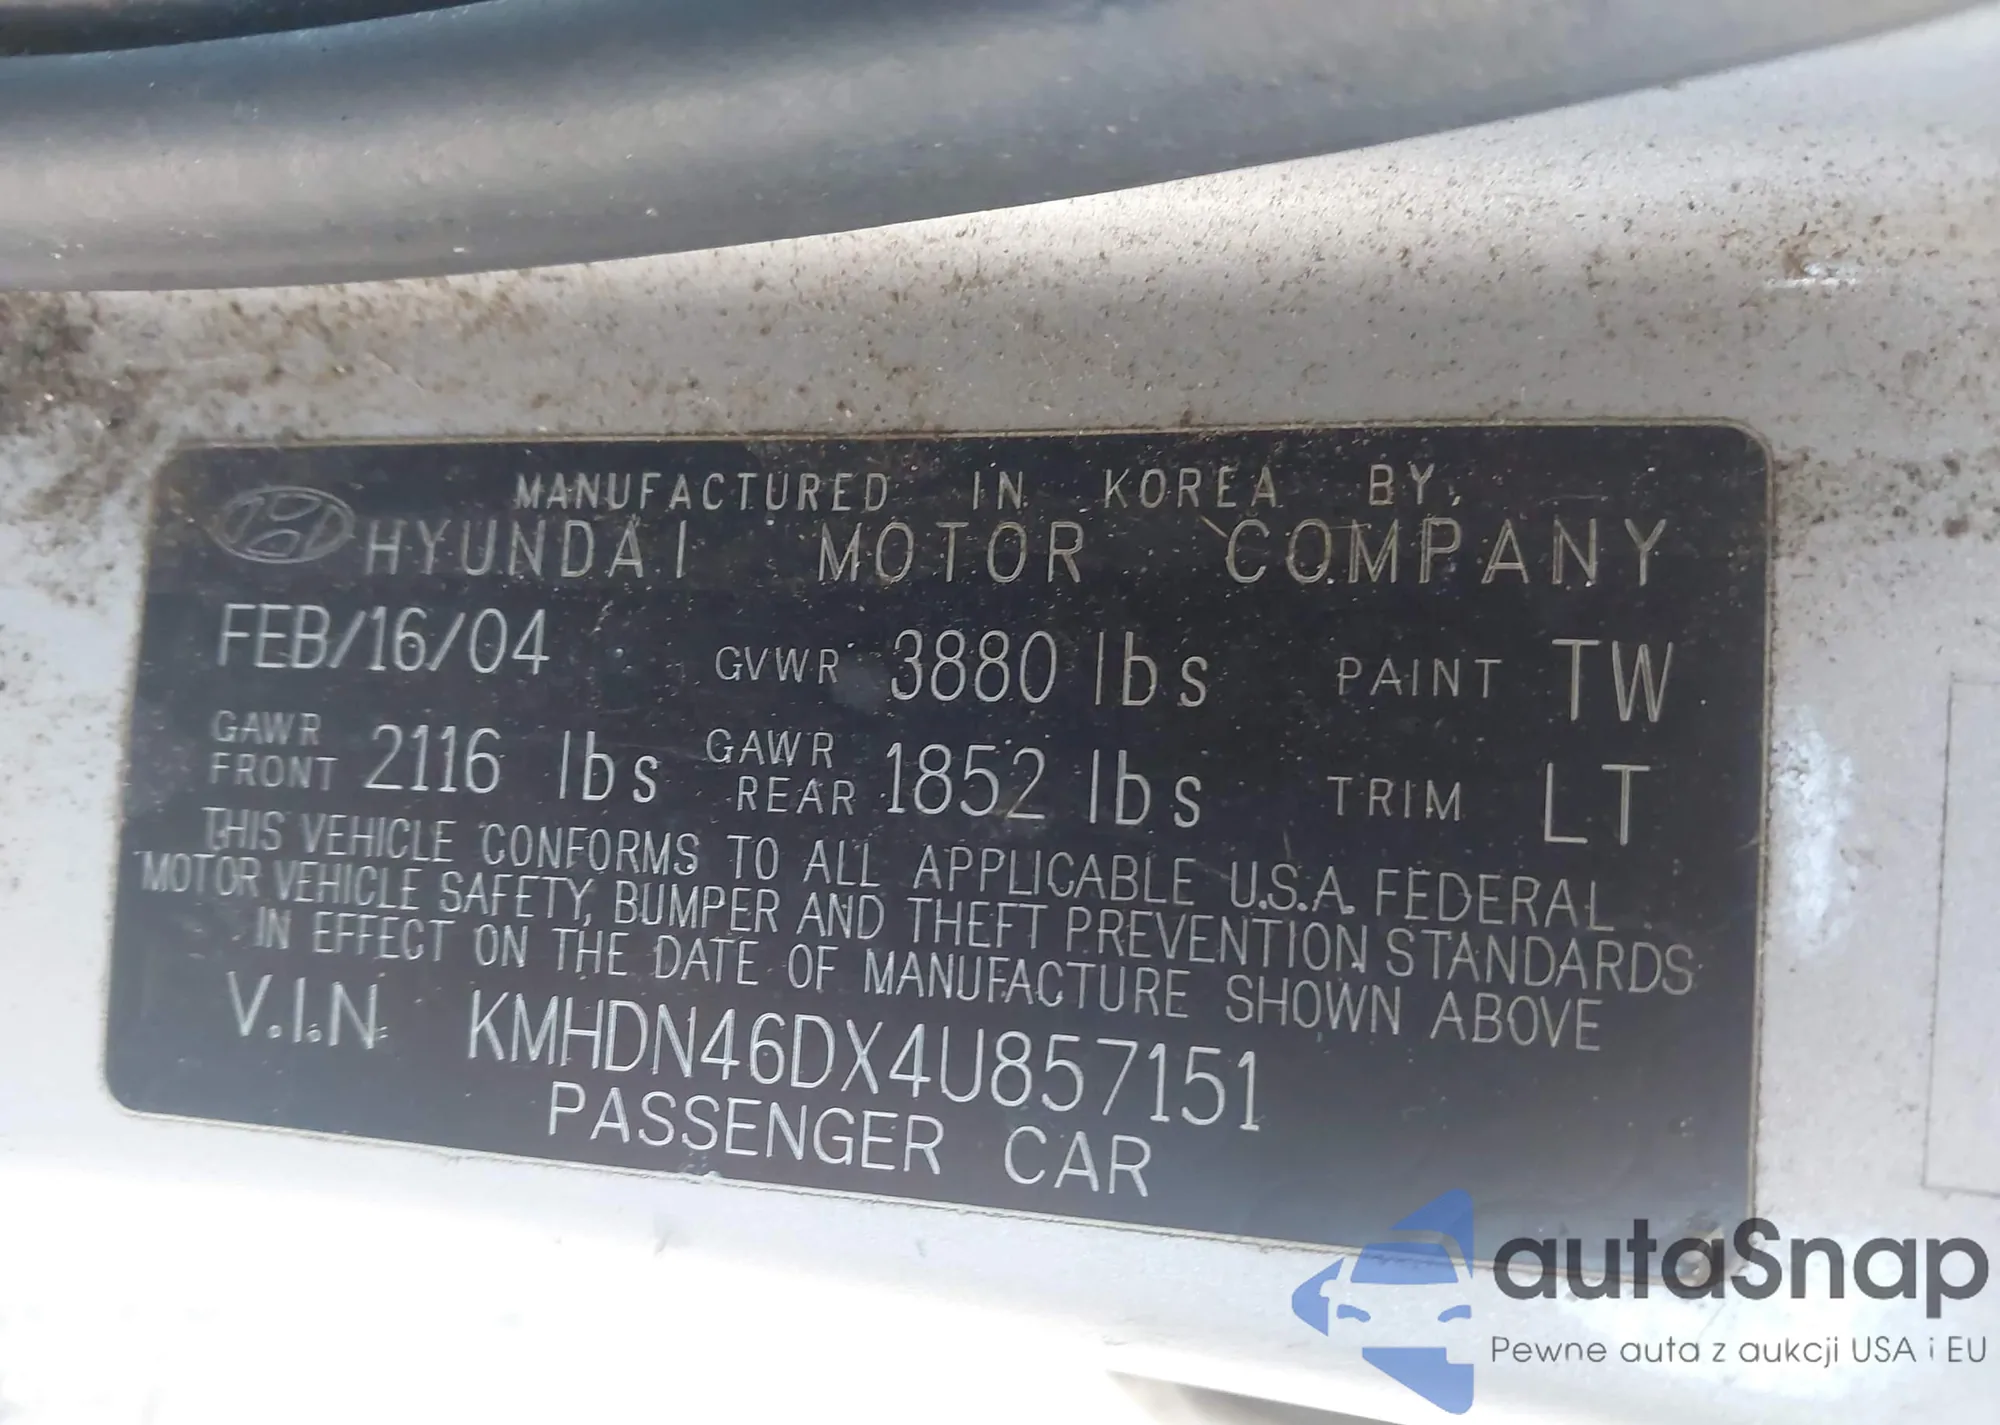 MANUFACTURED IN KOREA BY,
HYUNDAI MOTOR COMPANY
FEB/16/04 GVWR 3880 lbs PAINT TW
GAWR FRONT 2116 lbs GAWR REAR 1852 lbs TRIM LT
THIS VEHICLE CONFORMS TO ALL APPLICABLE U.S.A. FEDERAL
MOTOR VEHICLE SAFETY, BUMPER AND THEFT PREVENTION STANDARDS
IN EFFECT ON THE DATE OF MANUFACTURE SHOWN ABOVE
V.I.N. KMHDN46DX4U857151
PASSENGER CAR
autaSnap
Pewne auta z aukcji USA i EU